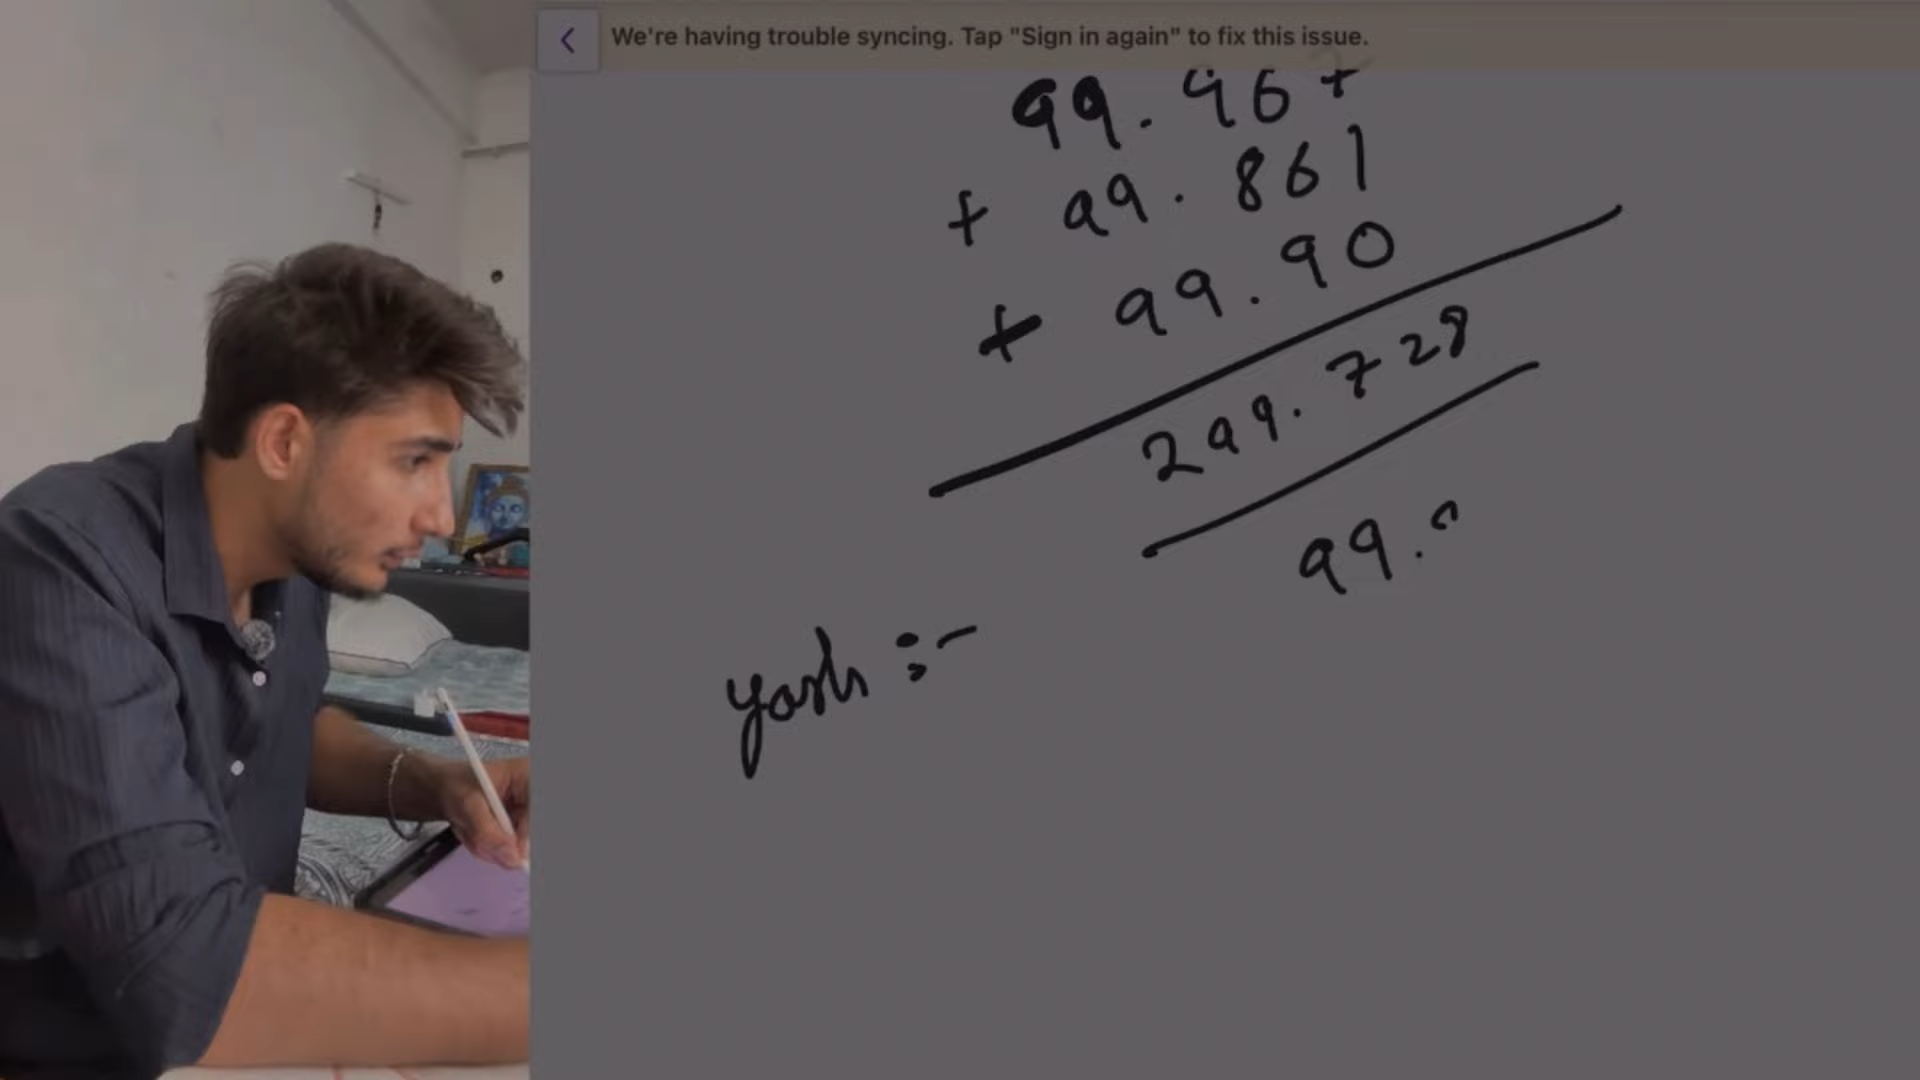 We're having trouble syncing. Tap "Sign in again" to fix this issue.
99.967
+ 99.861
+ 99.90
299.728
99.
Yash :-